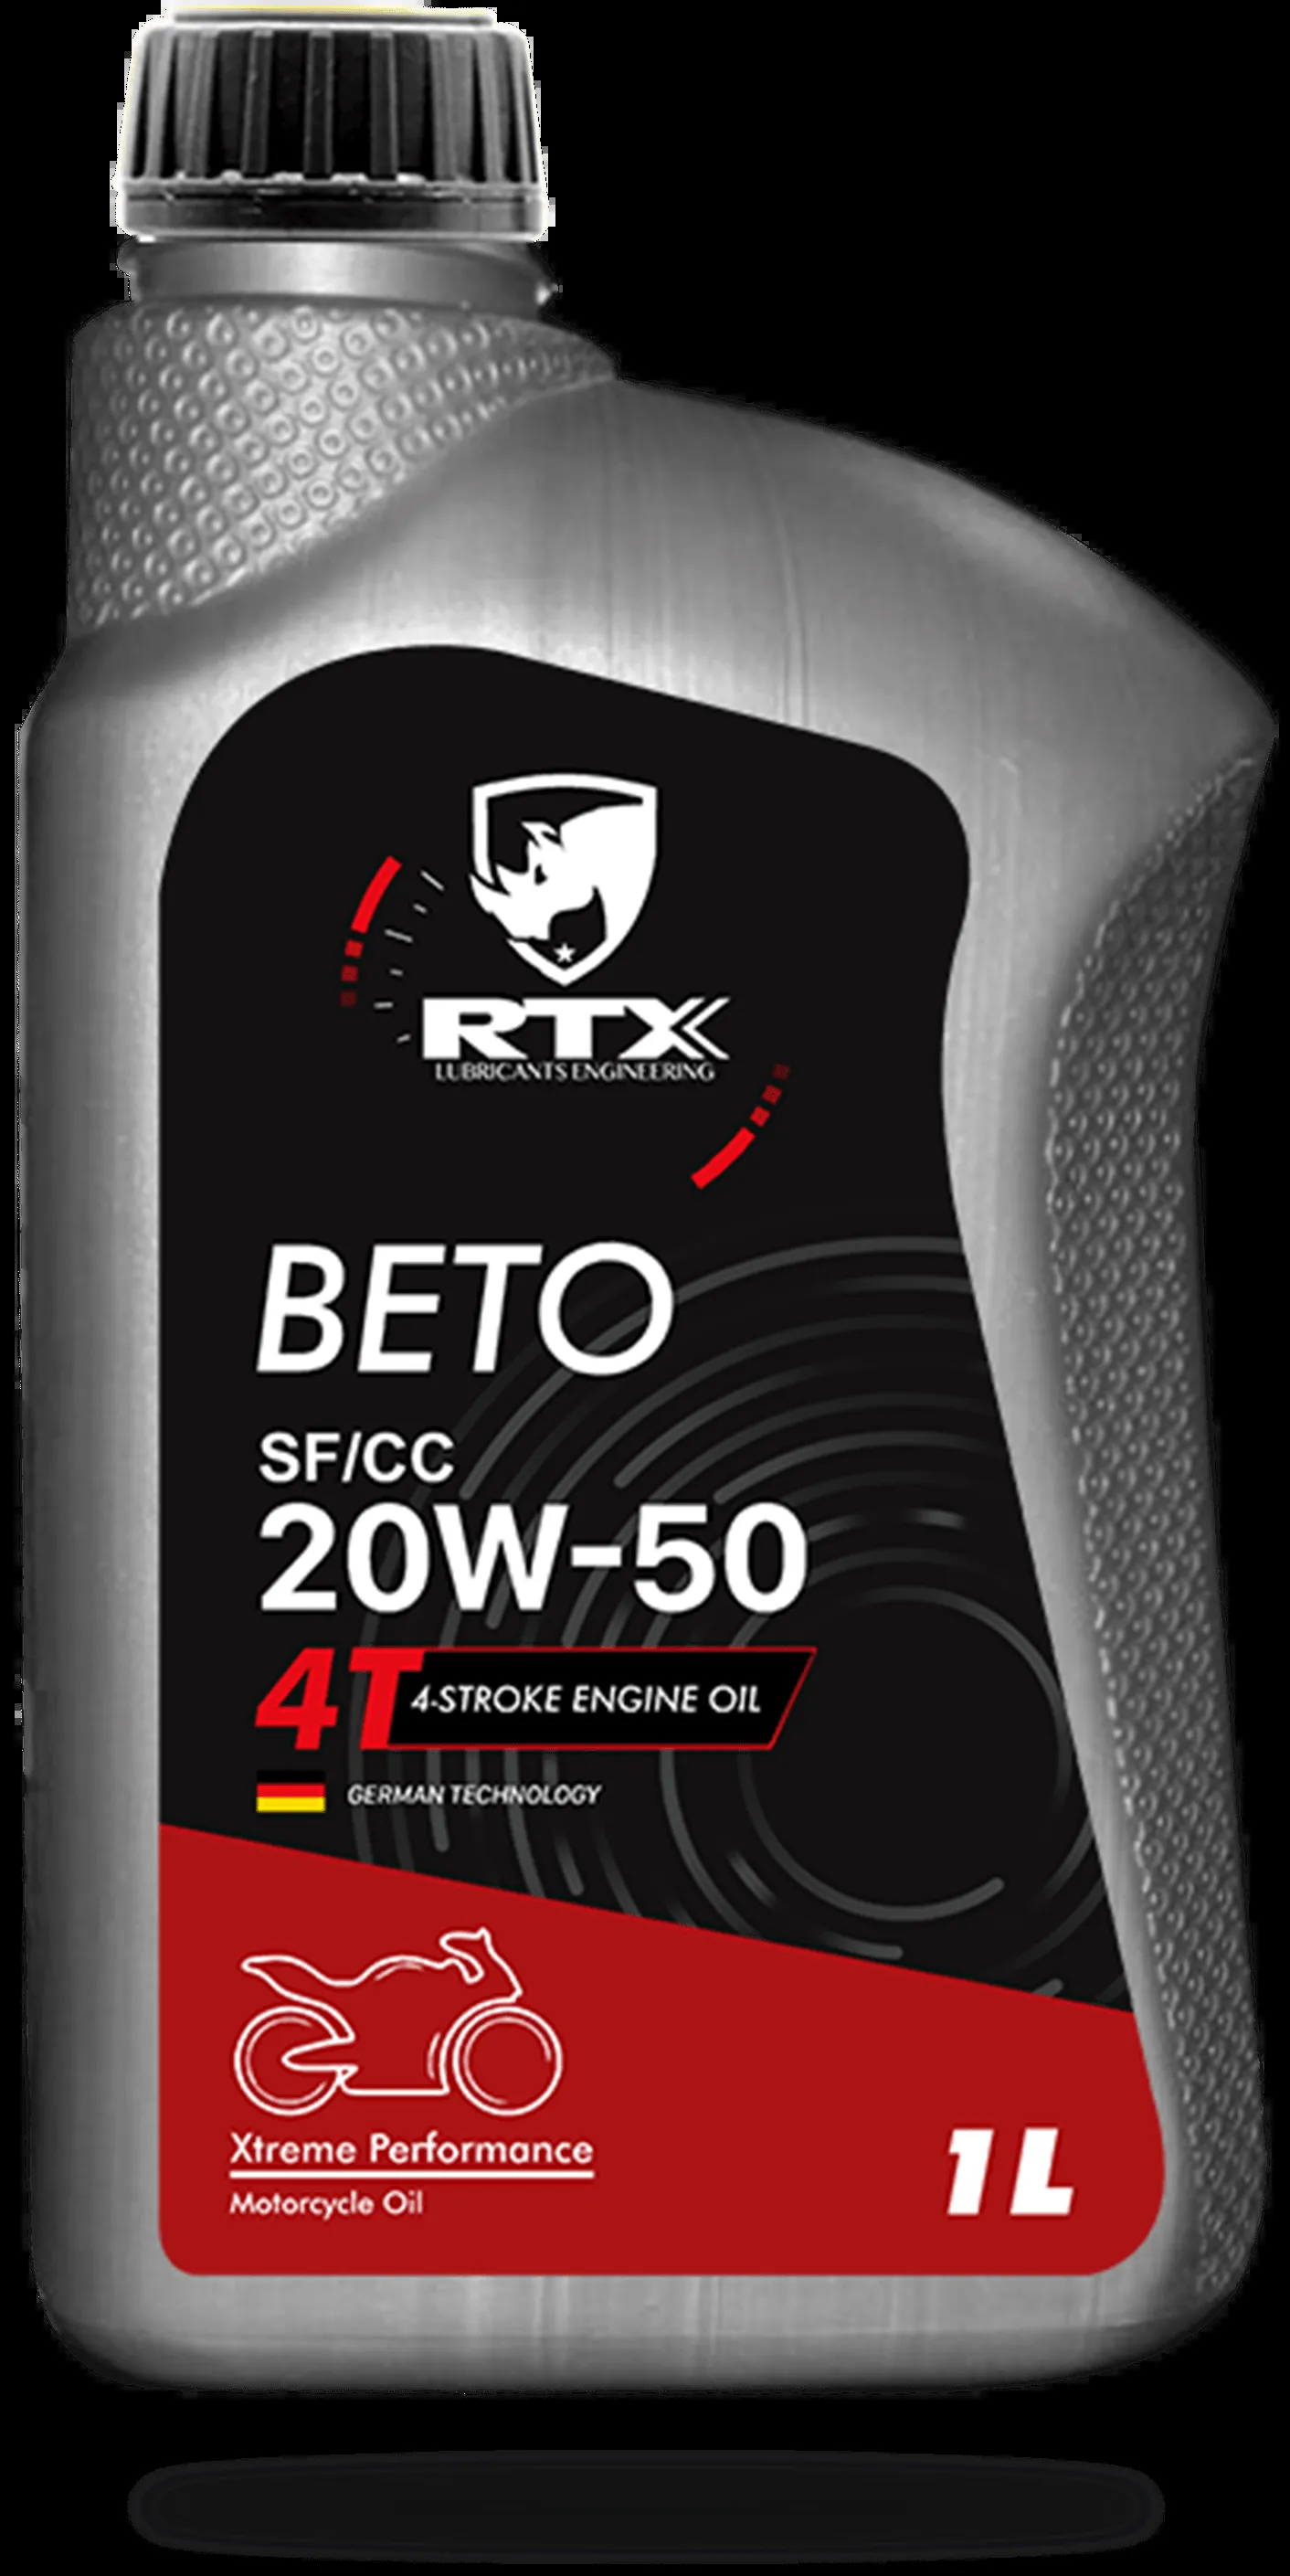 RTX
LUBRICANTS ENGINEERING
BETO
SF/CC
20W-50
4T 4-STROKE ENGINE OIL
GERMAN TECHNOLOGY
Xtreme Performance
Motorcycle Oil
1L